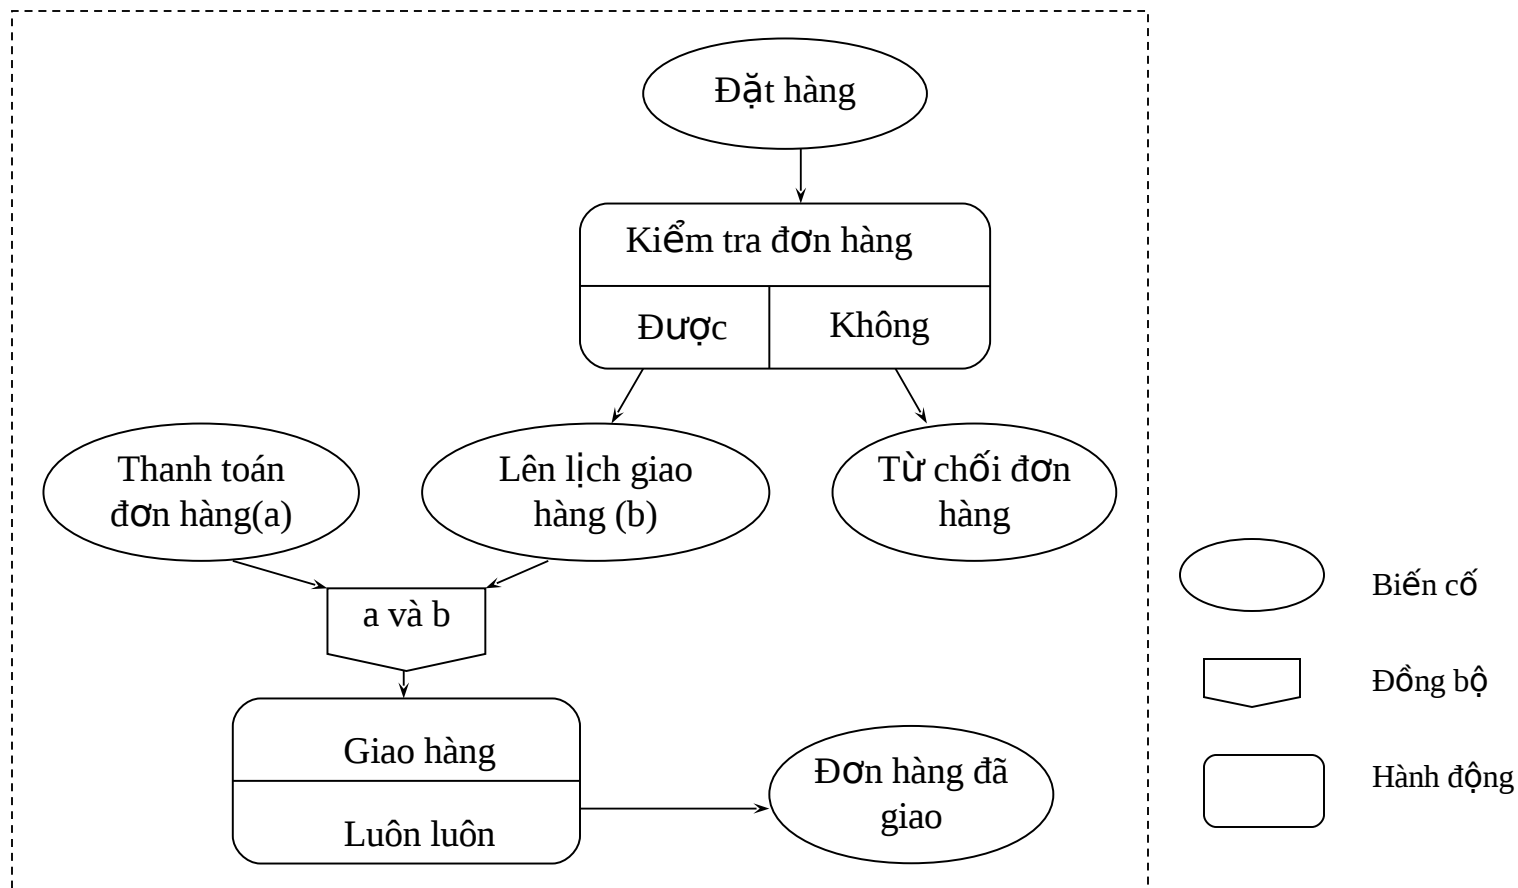 Đặt hàng
Kiểm tra đơn hàng
Được
Không
Thanh toán
đơn hàng(a)
Lên lịch giao
hàng (b)
Từ chối đơn
hàng
a và b
Giao hàng
Luôn luôn
Đơn hàng đã
giao
Biến cố
Đồng bộ
Hành động